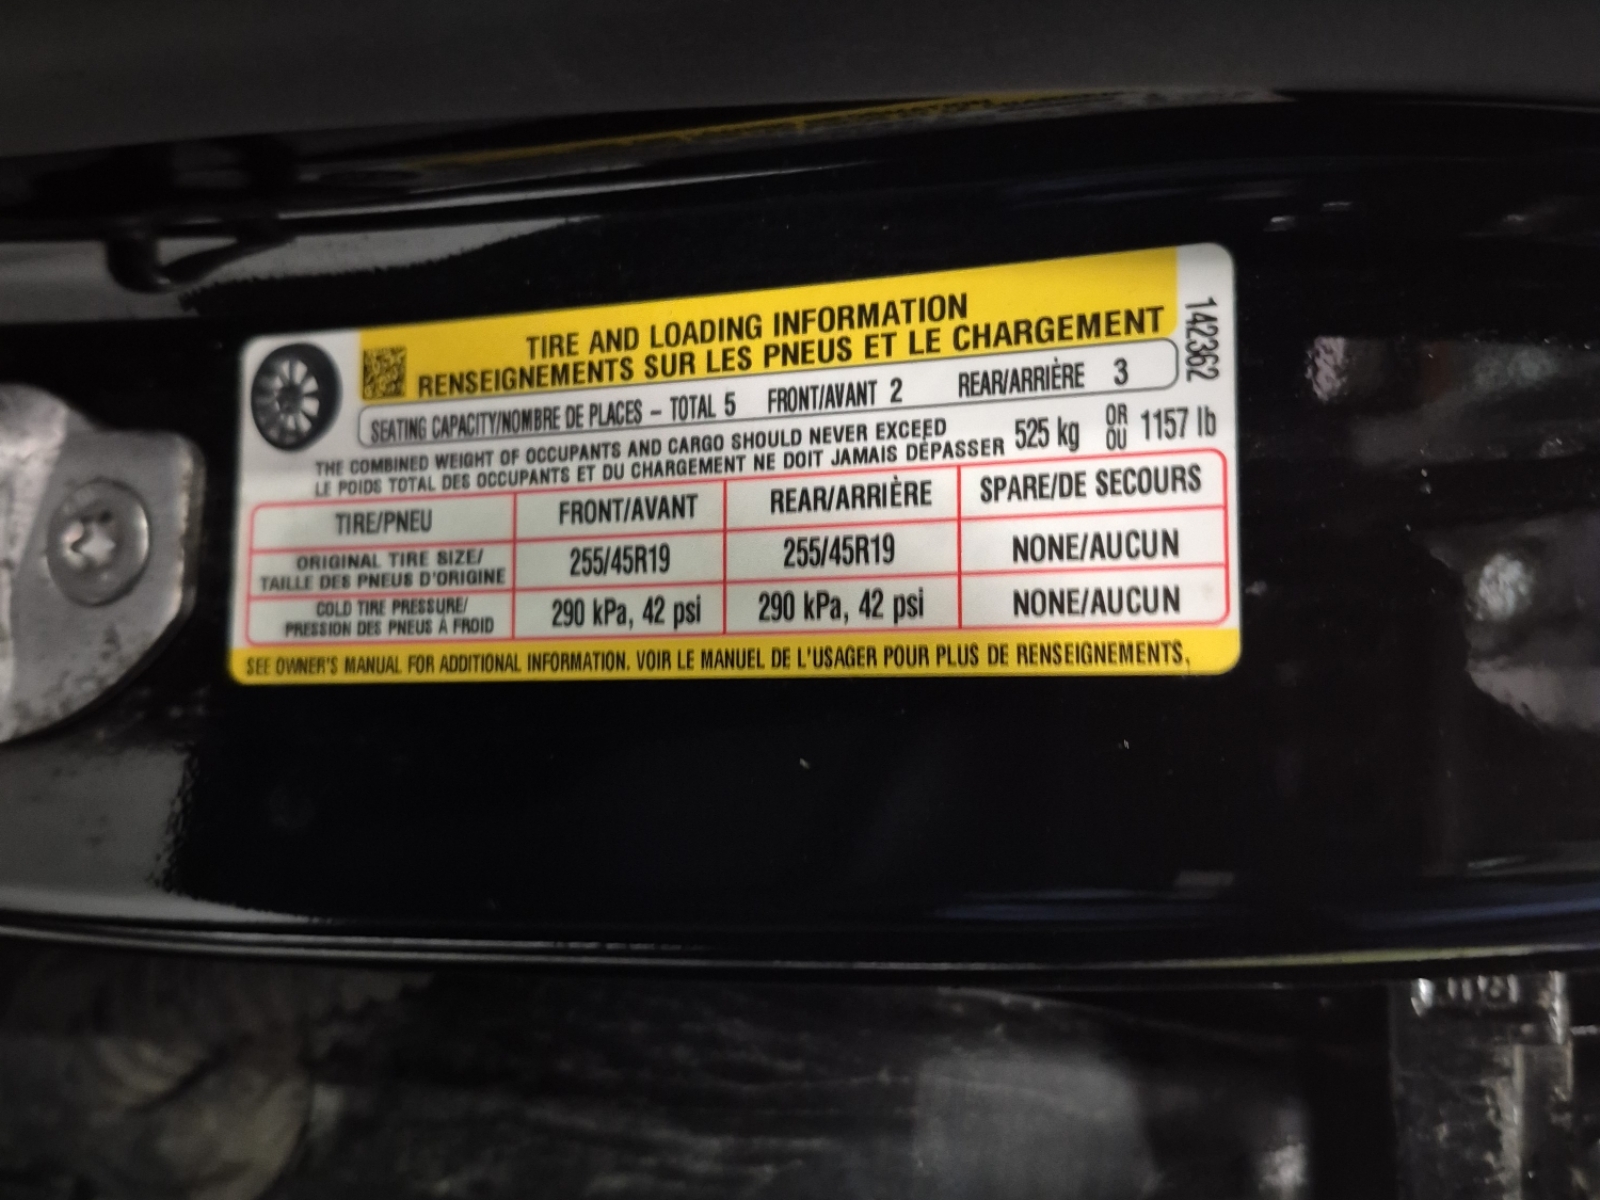 TIRE AND LOADING INFORMATION
RENSEIGNEMENTS SUR LES PNEUS ET LE CHARGEMENT
142362
SEATING CAPACITY/NOMBRE DE PLACES – TOTAL 5 FRONT/AVANT 2 REAR/ARRIÈRE 3
THE COMBINED WEIGHT OF OCCUPANTS AND CARGO SHOULD NEVER EXCEED
LE POIDS TOTAL DES OCCUPANTS ET DU CHARGEMENT NE DOIT JAMAIS DÉPASSER
525 kg OR OU 1157 lb
TIRE/PNEU FRONT/AVANT REAR/ARRIÈRE SPARE/DE SECOURS
ORIGINAL TIRE SIZE/
TAILLE DES PNEUS D'ORIGINE
255/45R19 255/45R19 NONE/AUCUN
COLD TIRE PRESSURE/
PRESSION DES PNEUS À FROID
290 kPa, 42 psi 290 kPa, 42 psi NONE/AUCUN
SEE OWNER'S MANUAL FOR ADDITIONAL INFORMATION. VOIR LE MANUEL DE L'USAGER POUR PLUS DE RENSEIGNEMENTS.